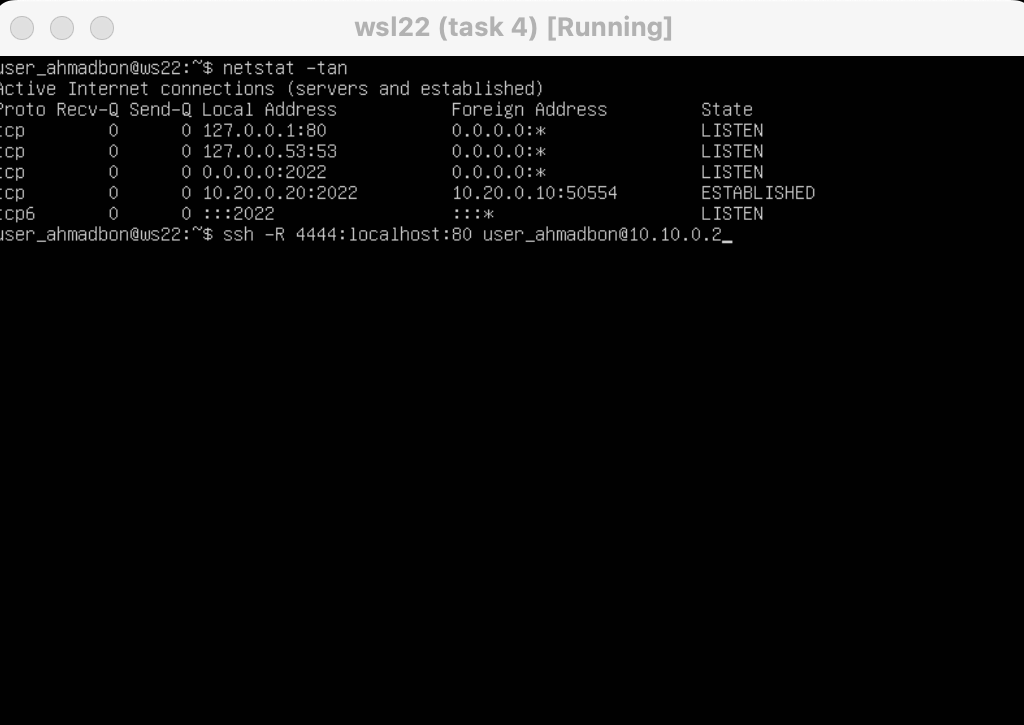 wsl22 (task 4) [Running]
user_ahmadbon@ws22:~$ netstat -tan
Active Internet connections (servers and established)
Proto Recv-Q Send-Q Local Address Foreign Address State
tcp 0 0 127.0.0.1:80 0.0.0.0:* LISTEN
tcp 0 0 127.0.0.53:53 0.0.0.0:* LISTEN
tcp 0 0 0.0.0.0:2022 0.0.0.0:* LISTEN
tcp 0 0 10.20.0.20:2022 10.20.0.10:50554 ESTABLISHED
tcp6 0 0 :::2022 :::* LISTEN
user_ahmadbon@ws22:~$ ssh -R 4444:localhost:80 user_ahmadbon@10.10.0.2_